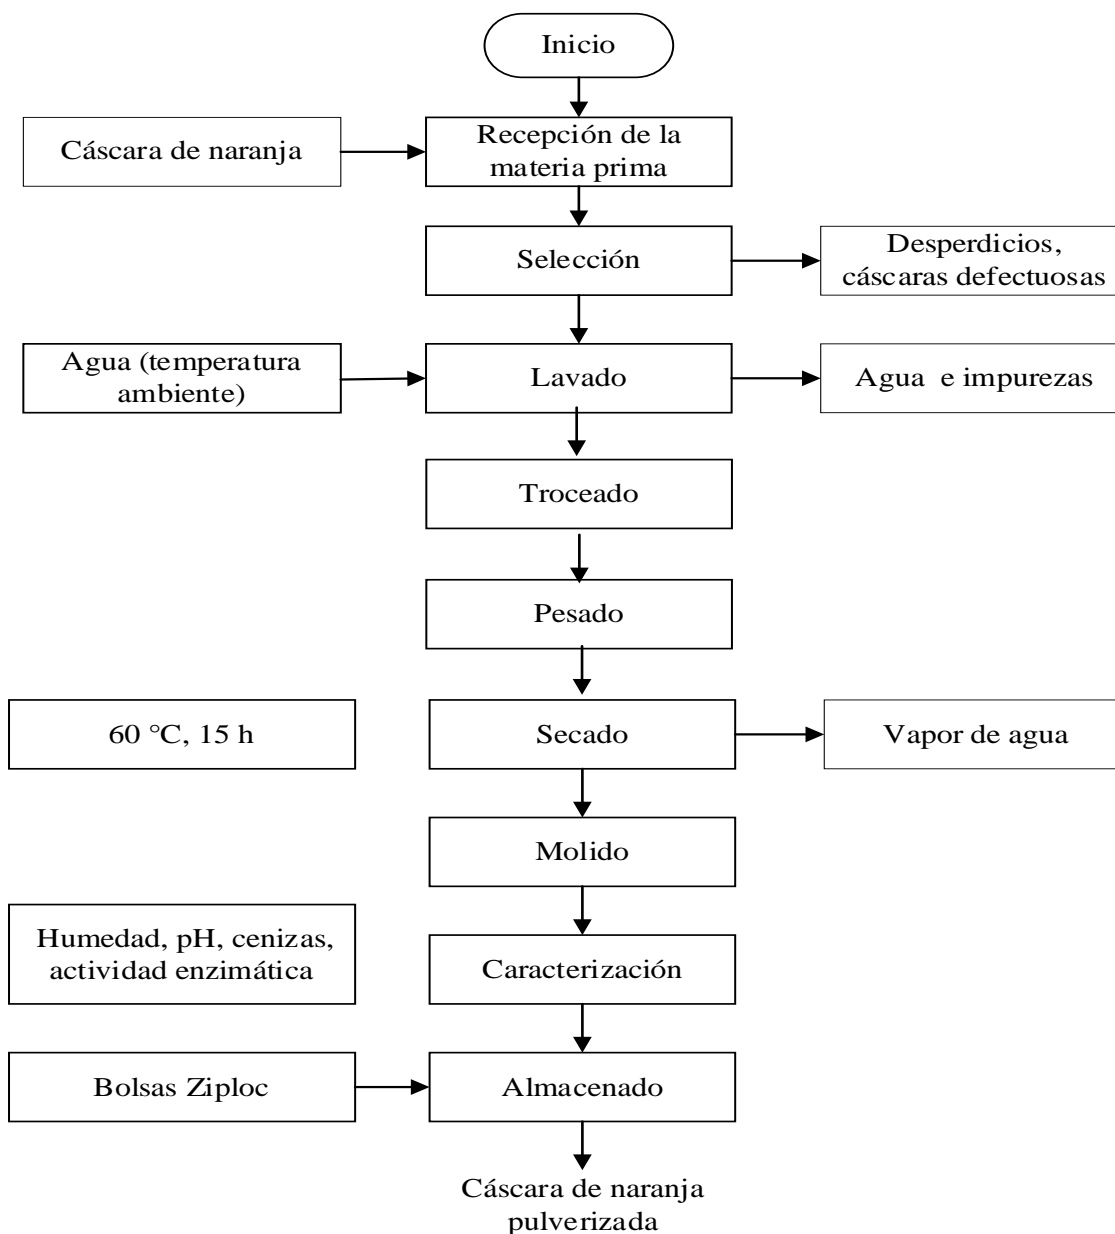 Inicio
Cáscara de naranja
Recepción de la
materia prima
Selección
Desperdicios,
cáscaras defectuosas
Agua (temperatura
ambiente)
Lavado
Agua e impurezas
Troceado
Pesado
60 °C, 15 h
Secado
Vapor de agua
Molido
Humedad, pH, cenizas,
actividad enzimática
Caracterización
Bolsas Ziploc
Almacenado
Cáscara de naranja
pulverizada